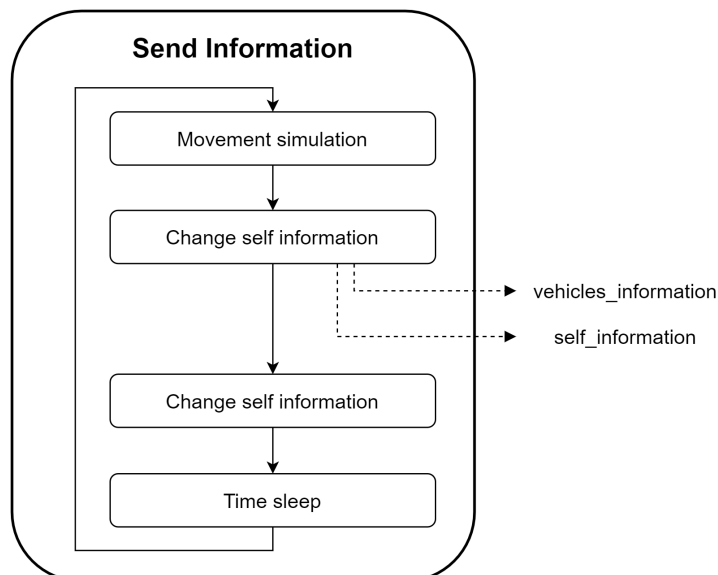 Send Information
Movement simulation
Change self information
vehicles_information
self_information
Change self information
Time sleep